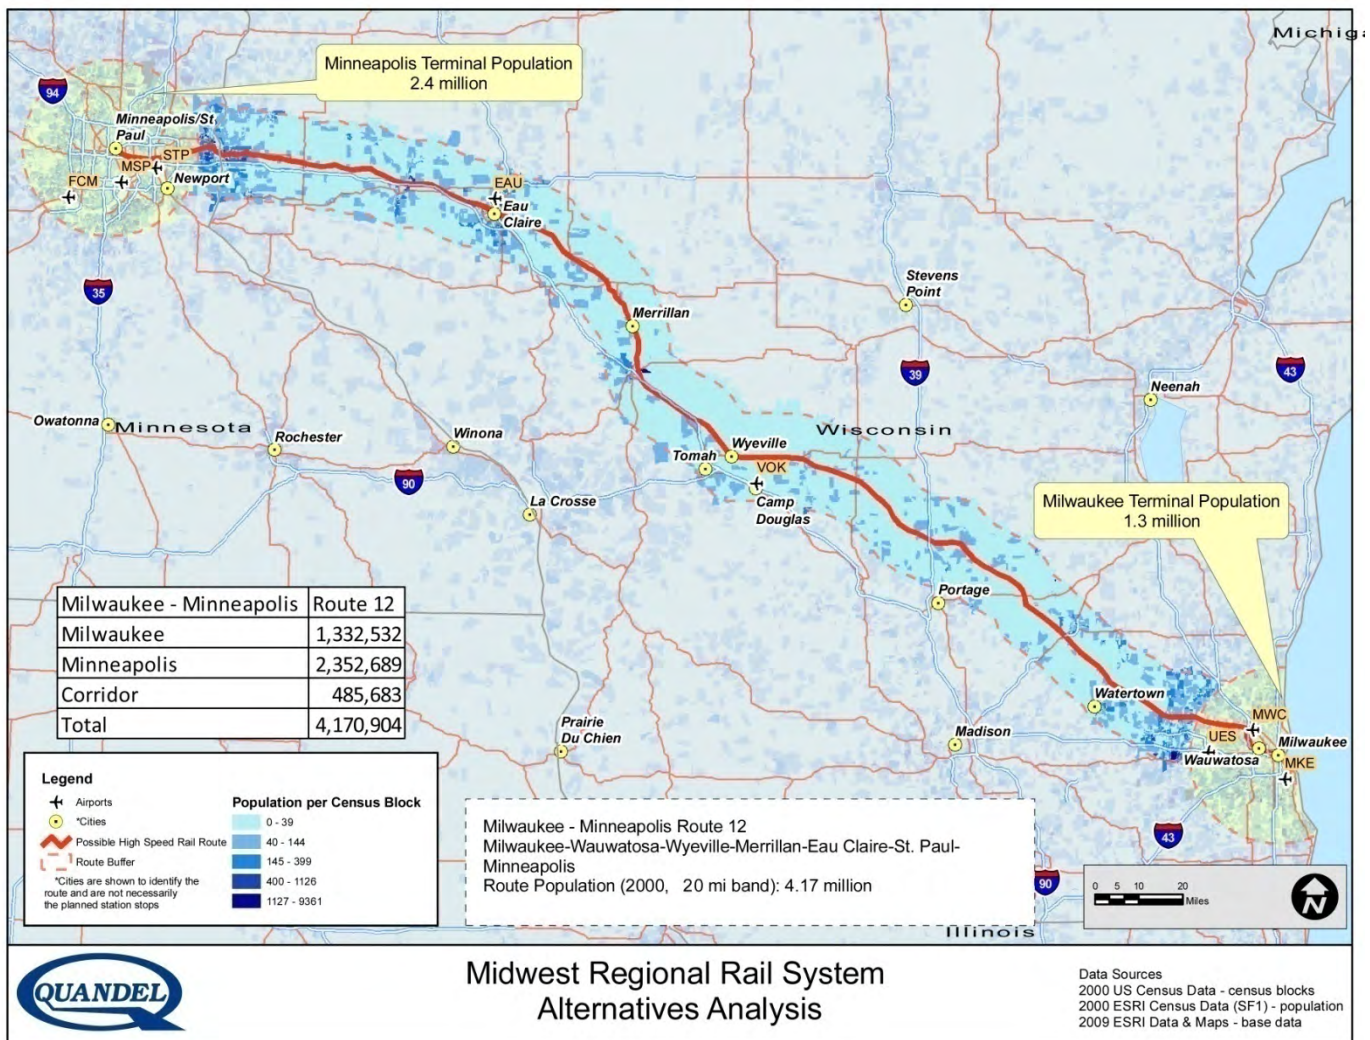 Michiga
Minneapolis Terminal Population
2.4 million
94
Minneapolis/St
Paul
STP
MSP
FCM
Newport
EAU
Eau
Claire
35
Stevens
Point
Merrillan
39
43
Neenah
Owatonna
Minnesota
Rochester
Winona
Wisconsin
Wyeville
Tomah
VOK
90
La Crosse
Camp
Douglas
Milwaukee Terminal Population
1.3 million
Portage
Milwaukee - Minneapolis Route 12
Milwaukee 1,332,532
Minneapolis 2,352,689
Corridor 485,683
Total 4,170,904
Watertown
MWC
Prairie
Du Chien
Madison
UES
Milwaukee
Wauwatosa
MKE
Legend
Airports
*Cities
Possible High Speed Rail Route
Route Buffer
*Cities are shown to identify the
route and are not necessarily
the planned station stops
Population per Census Block
0 - 39
40 - 144
145 - 399
400 - 1126
1127 - 9361
Milwaukee - Minneapolis Route 12
Milwaukee-Wauwatosa-Wyeville-Merrillan-Eau Claire-St. Paul-
Minneapolis
Route Population (2000, 20 mi band): 4.17 million
43
90
0 5 10 20
Miles
N
Illinois
QUANDEL
Midwest Regional Rail System
Alternatives Analysis
Data Sources
2000 US Census Data - census blocks
2000 ESRI Census Data (SF1) - population
2009 ESRI Data & Maps - base data